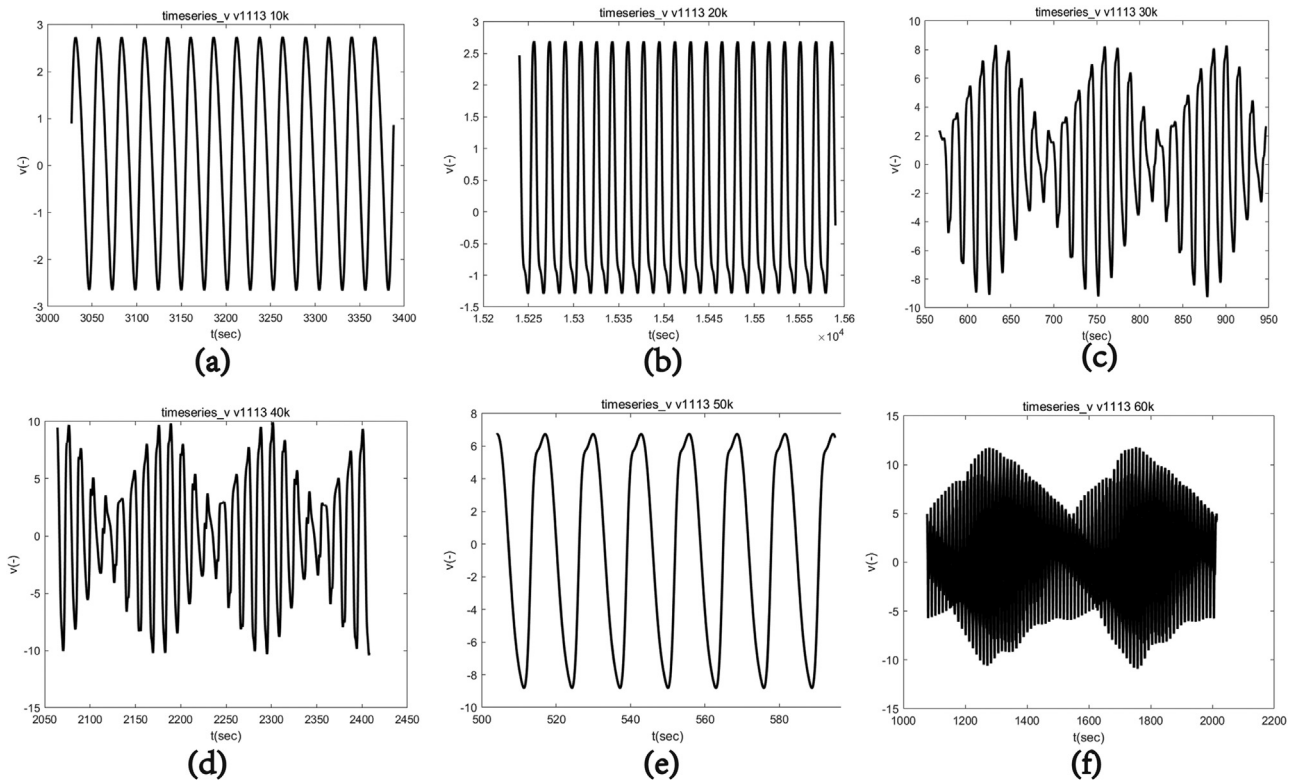 timeseries_v v1113 10k
3
2
1
0
-1
-2
-3
v(-)
3000 3050 3100 3150 3200 3250 3300 3350 3400
t(sec)
(a)
timeseries_v v1113 20k
3
2.5
2
1.5
1
0.5
0
-0.5
-1
-1.5
v(-)
1.52 1.525 1.53 1.535 1.54 1.545 1.55 1.555 1.56
t(sec) ×10⁴
(b)
timeseries_v v1113 30k
10
8
6
4
2
0
-2
-4
-6
-8
-10
v(-)
550 600 650 700 750 800 850 900 950
t(sec)
(c)
timeseries_v v1113 40k
10
5
0
-5
-10
-15
v(-)
2050 2100 2150 2200 2250 2300 2350 2400 2450
t(sec)
(d)
timeseries_v v1113 50k
8
6
4
2
0
-2
-4
-6
-8
-10
v(-)
500 520 540 560 580
t(sec)
(e)
timeseries_v v1113 60k
15
10
5
0
-5
-10
-15
v(-)
1000 1200 1400 1600 1800 2000 2200
t(sec)
(f)